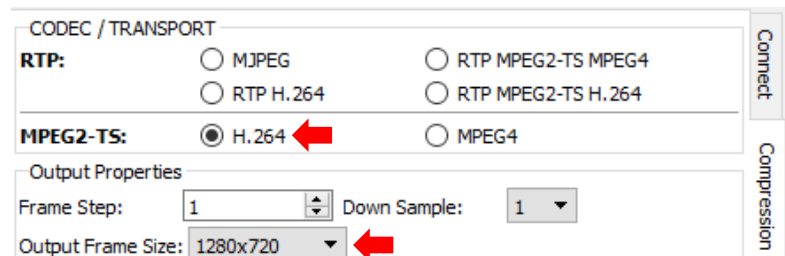 CODEC / TRANSPORT
RTP: MJPEG RTP MPEG2-TS MPEG4
RTP H.264 RTP MPEG2-TS H.264
MPEG2-TS: H.264 MPEG4
Output Properties
Frame Step: 1 Down Sample: 1
Output Frame Size: 1280x720
Connect
Compression